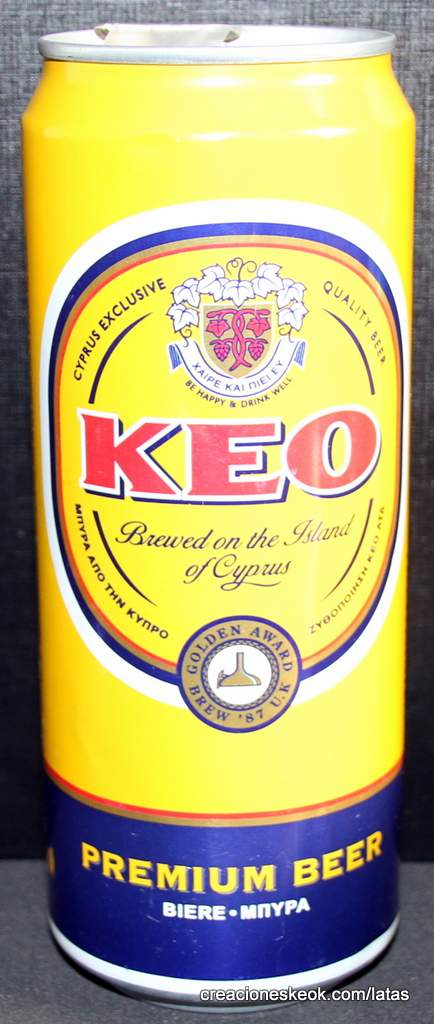 CYPRUS EXCLUSIVE
QUALITY BEER
ΧΑΙΡΕ ΚΑΙ ΠΙΕΙ ΕΥ
BE HAPPY & DRINK WELL
KEO
Brewed on the Island
of Cyprus
ΜΠΥΡΑ ΑΠΟ ΤΗΝ ΚΥΠΡΟ
ΖΥΘΟΠΟΙΗΣΗ ΚΕΟ ΛΤΔ
GOLDEN AWARD
BREW '87 U.K
PREMIUM BEER
BIERE • ΜΠΥΡΑ
creacioneskeok.com/latas